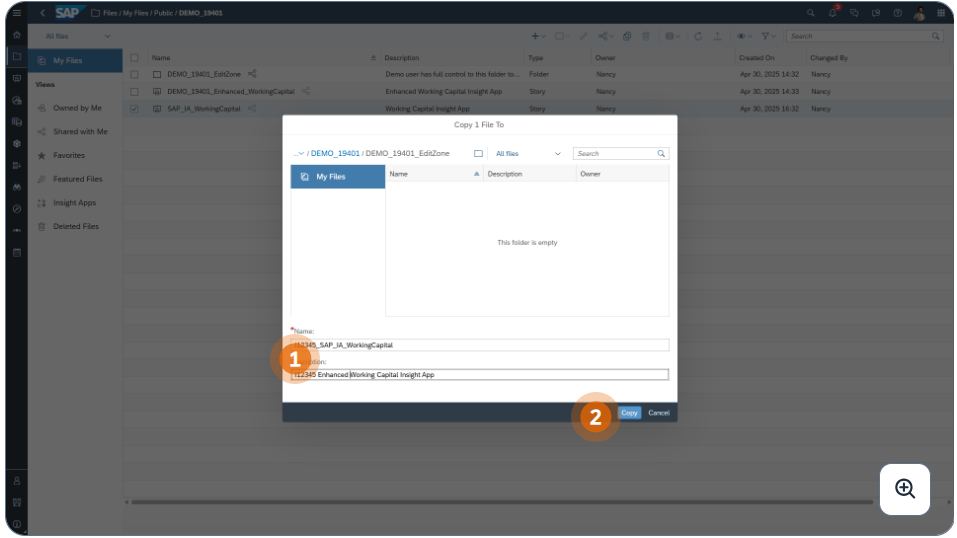 SAP Files / My Files / Public / DEMO_19401
3
All files
Search
My Files
Name Description Type Owner Created On Changed By
DEMO_19401_EditZone Demo user has full control to this folder to... Folder Nancy Apr 30, 2025 14:32 Nancy
Views
DEMO_19401_Enhanced_WorkingCapital Enhanced Working Capital Insight App Story Nancy Apr 30, 2025 14:33 Nancy
Owned by Me
SAP_IA_WorkingCapital Working Capital Insight App Story Nancy Apr 30, 2025 16:32 Nancy
Shared with Me
Favorites
Featured Files
Insight Apps
Deleted Files
Copy 1 File To
... / DEMO_19401 / DEMO_19401_EditZone All files Search
My Files
Name Description Owner
This folder is empty
*Name:
12345_SAP_IA_WorkingCapital
1
12345 Enhanced Working Capital Insight App
2
Copy Cancel